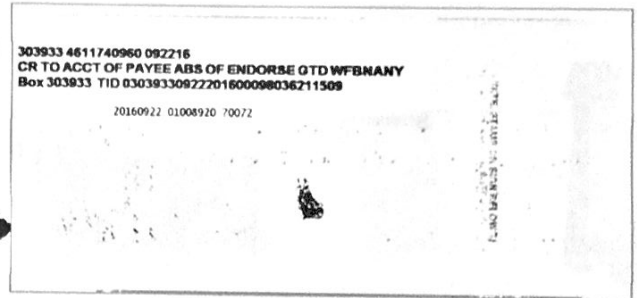 303933 4611740960 092216
CR TO ACCT OF PAYEE ABS OF ENDORSE GTD WFBNANY
Box 303933 TID 03039330922201600098036211509
20160922 01008920 70072